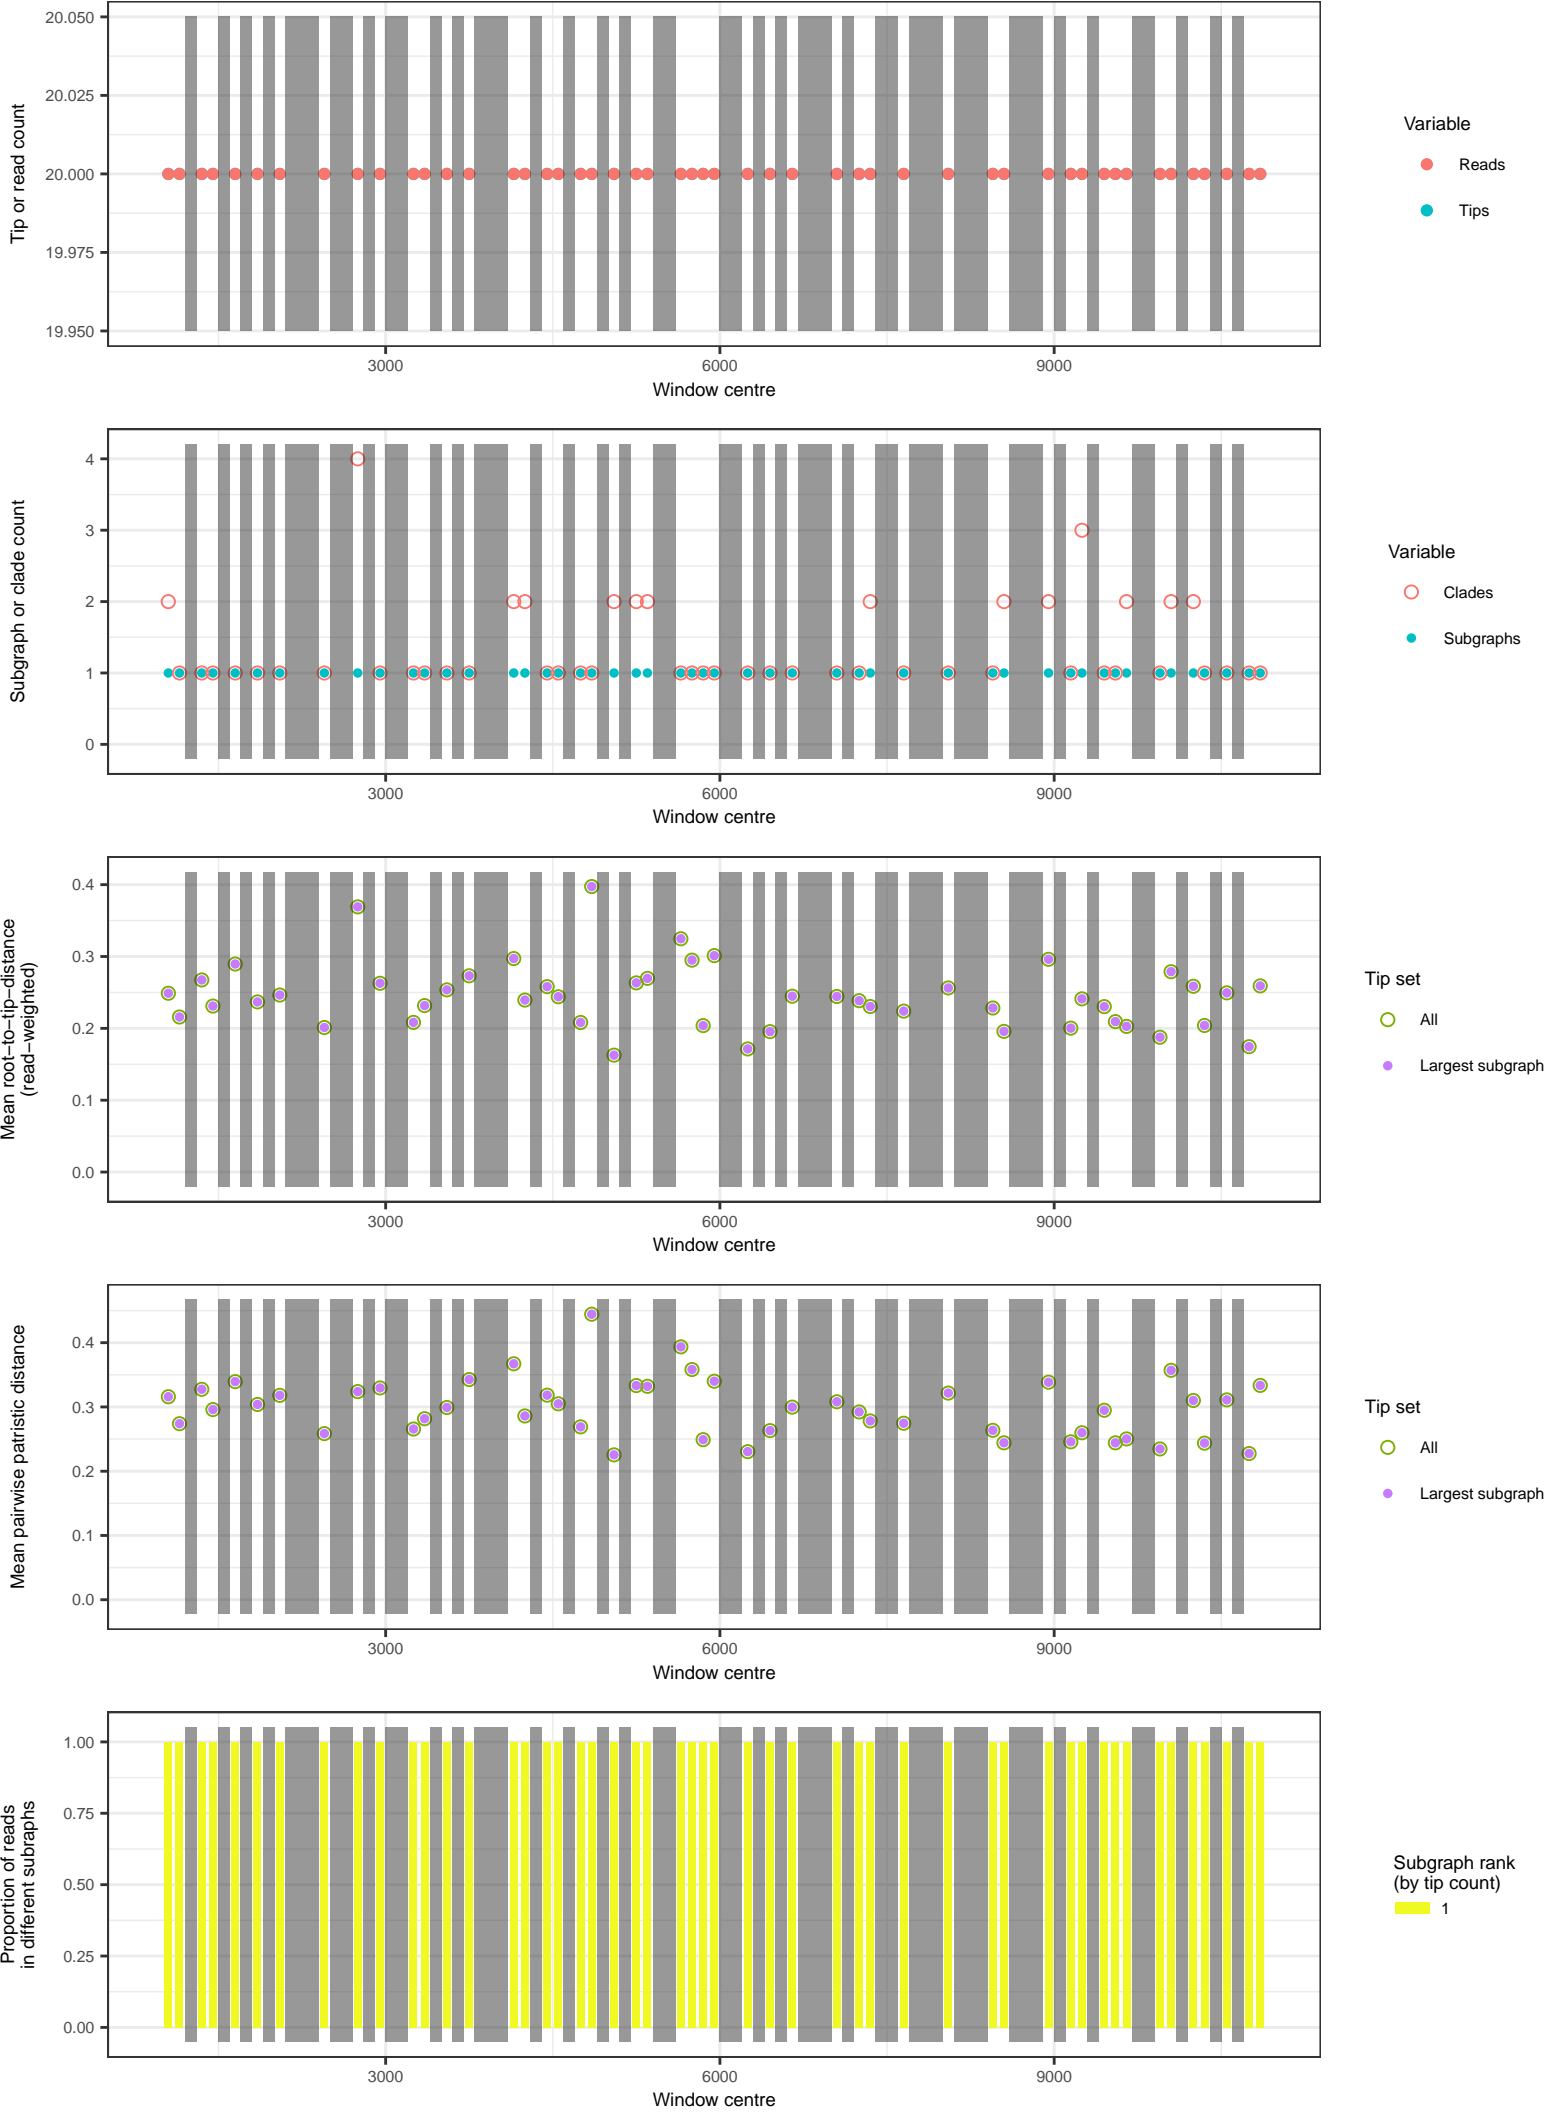 20.050
20.025
20.000
19.975
19.950
Tip or read count
3000 6000 9000
Window centre
Variable
Reads
Tips
4
3
2
1
0
Subgraph or clade count
3000 6000 9000
Window centre
Variable
Clades
Subgraphs
0.4
0.3
0.2
0.1
0.0
Mean root−to−tip−distance
(read−weighted)
3000 6000 9000
Window centre
Tip set
All
Largest subgraph
0.4
0.3
0.2
0.1
0.0
Mean pairwise patristic distance
3000 6000 9000
Window centre
Tip set
All
Largest subgraph
1.00
0.75
0.50
0.25
0.00
Proportion of reads
in different subraphs
3000 6000 9000
Window centre
Subgraph rank
(by tip count)
1